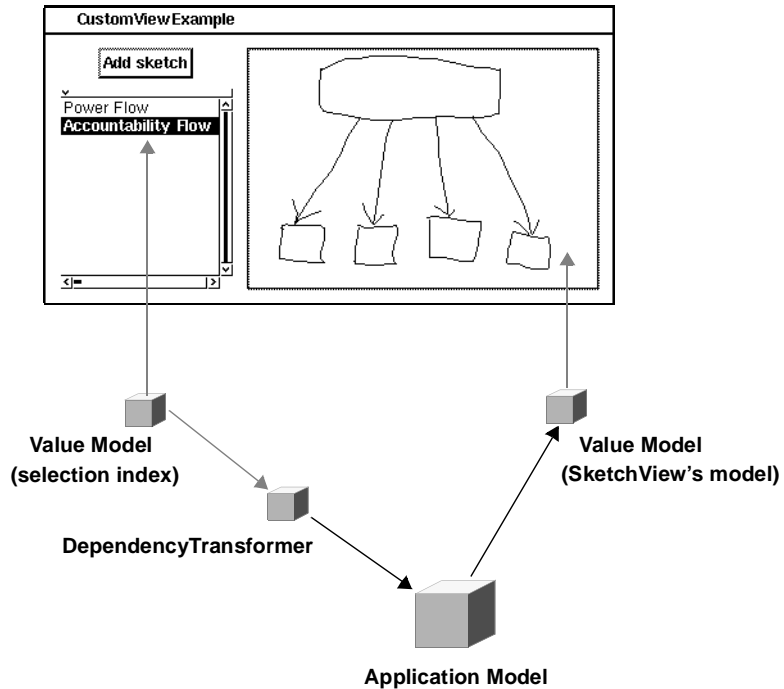 CustomViewExample
Add sketch
Power Flow
Accountability Flow
Value Model
(selection index)
Value Model
(SketchView's model)
DependencyTransformer
Application Model